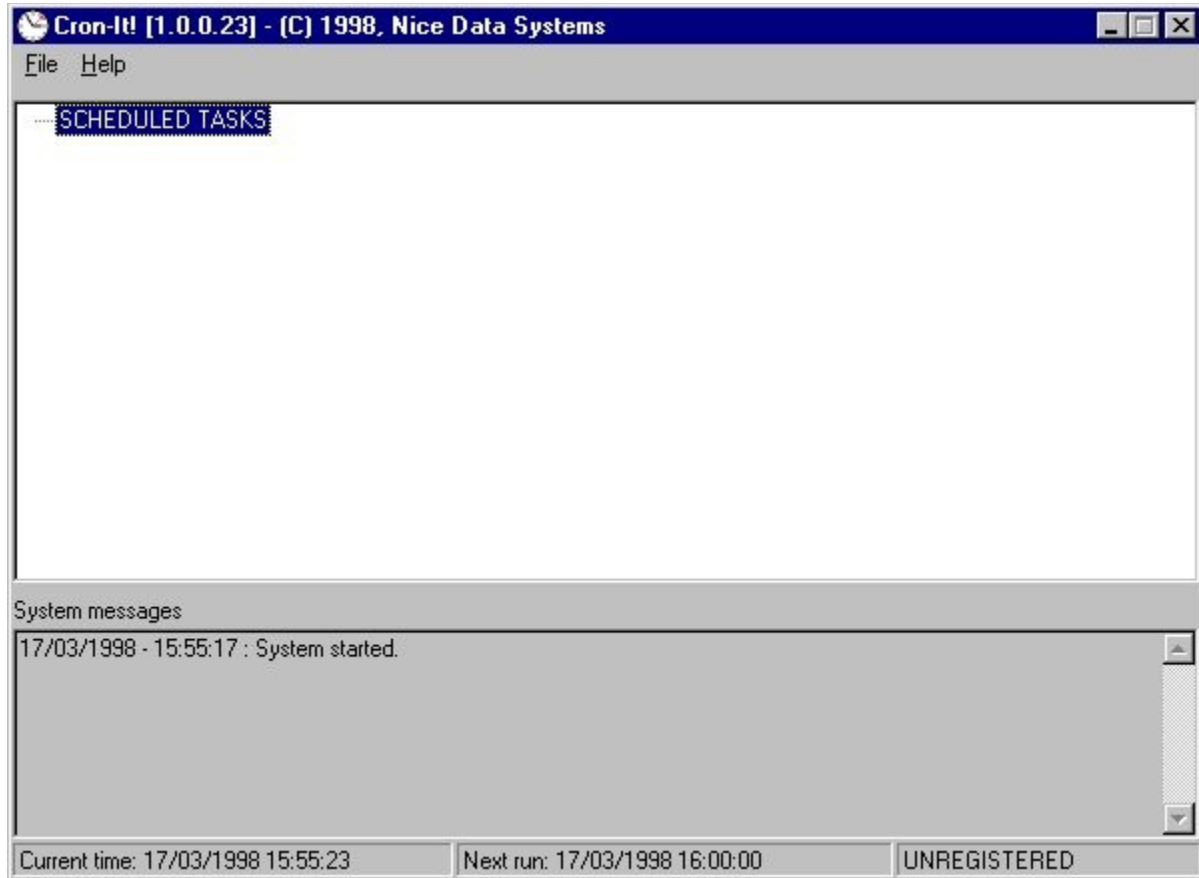 Cron-It! [1.0.0.23] - (C) 1998, Nice Data Systems
File Help
SCHEDULED TASKS
System messages
17/03/1998 - 15:55:17 : System started.
Current time: 17/03/1998 15:55:23 Next run: 17/03/1998 16:00:00 UNREGISTERED